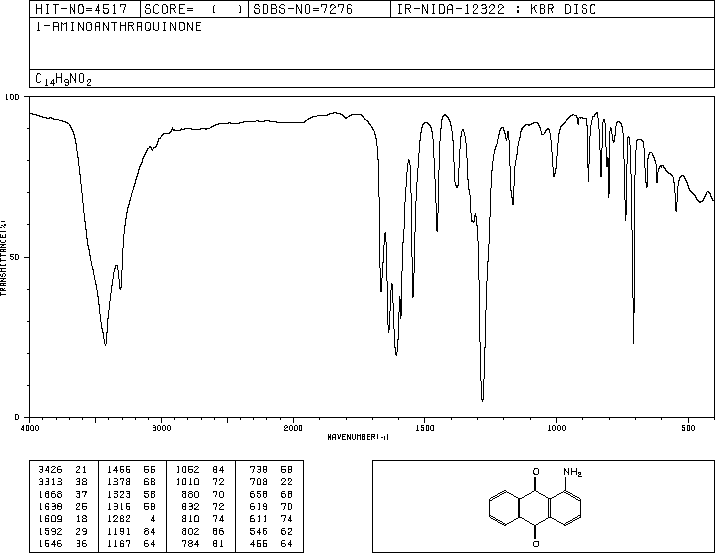 HIT-NO=4517 SCORE= ( ) SDBS-NO=7276 IR-NIDA-12322 : KBR DISC
1-AMINOANTHRAQUINONE
C14H9NO2
100
50
0
TRANSMITTANCE(%)
4000 3000 2000 1500 1000 500
WAVENUMBER(-1)
3426 21 1466 56 1052 84 738 58
3313 38 1378 68 1010 72 708 22
1668 37 1323 58 880 70 658 68
1638 26 1316 58 832 72 619 70
1609 18 1282 4 810 74 611 74
1592 29 1191 84 802 86 546 62
1546 36 1167 64 784 81 466 64
O NH2
O